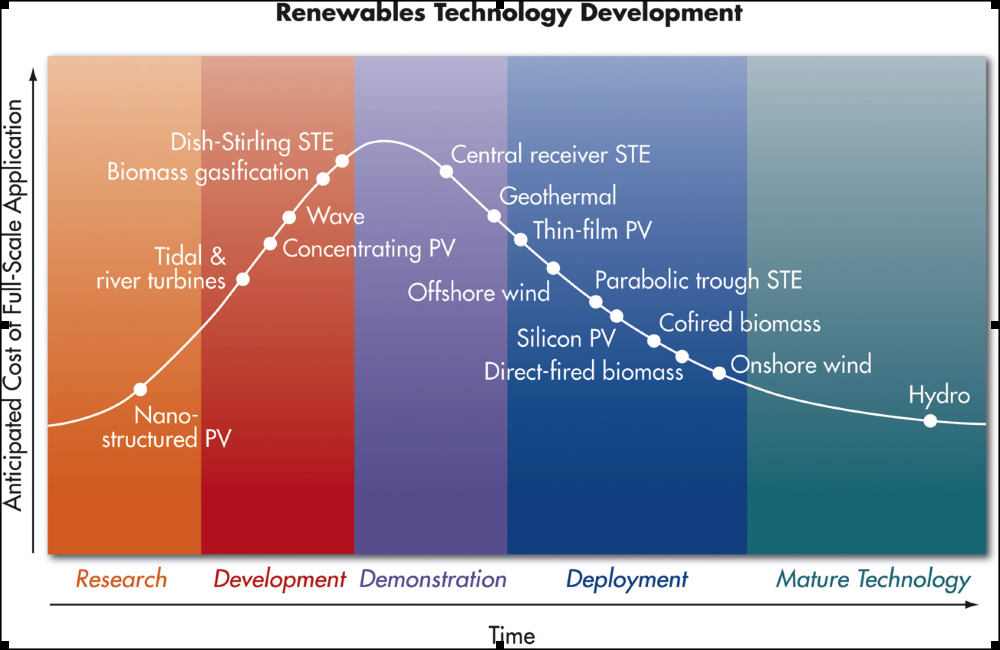 Renewables Technology Development
Anticipated Cost of Full-Scale Application
Dish-Stirling STE
Biomass gasification
Wave
Concentrating PV
Tidal &
river turbines
Nano-
structured PV
Central receiver STE
Geothermal
Thin-film PV
Offshore wind
Parabolic trough STE
Silicon PV
Cofired biomass
Direct-fired biomass
Onshore wind
Hydro
Research
Development
Demonstration
Deployment
Mature Technology
Time